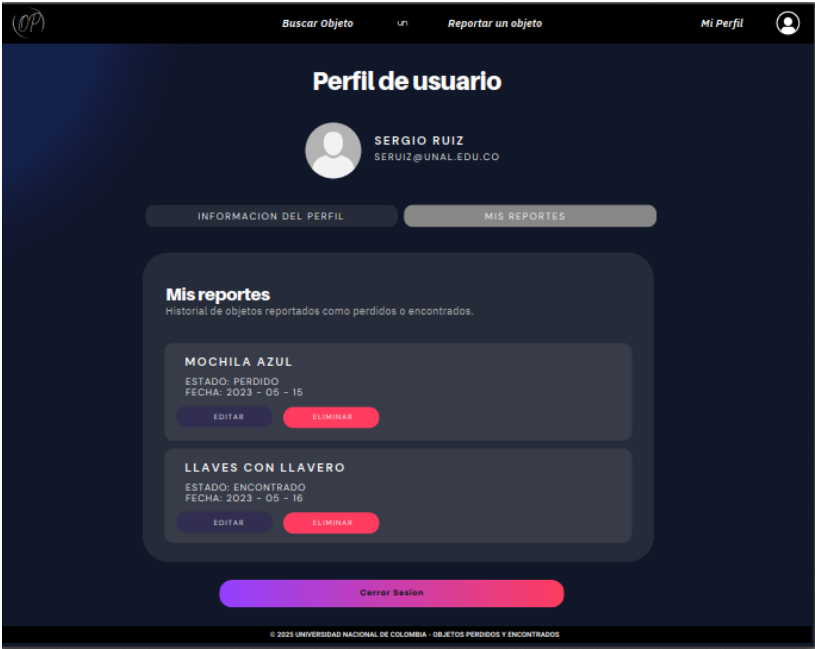 OP
Buscar Objeto un Reportar un objeto Mi Perfil
Perfil de usuario
SERGIO RUIZ
SERUIZ@UNAL.EDU.CO
INFORMACION DEL PERFIL MIS REPORTES
Mis reportes
Historial de objetos reportados como perdidos o encontrados.
MOCHILA AZUL
ESTADO: PERDIDO
FECHA: 2023 - 05 - 15
EDITAR ELIMINAR
LLAVES CON LLAVERO
ESTADO: ENCONTRADO
FECHA: 2023 - 05 - 16
EDITAR ELIMINAR
Cerrar Sesion
© 2025 UNIVERSIDAD NACIONAL DE COLOMBIA - OBJETOS PERDIDOS Y ENCONTRADOS